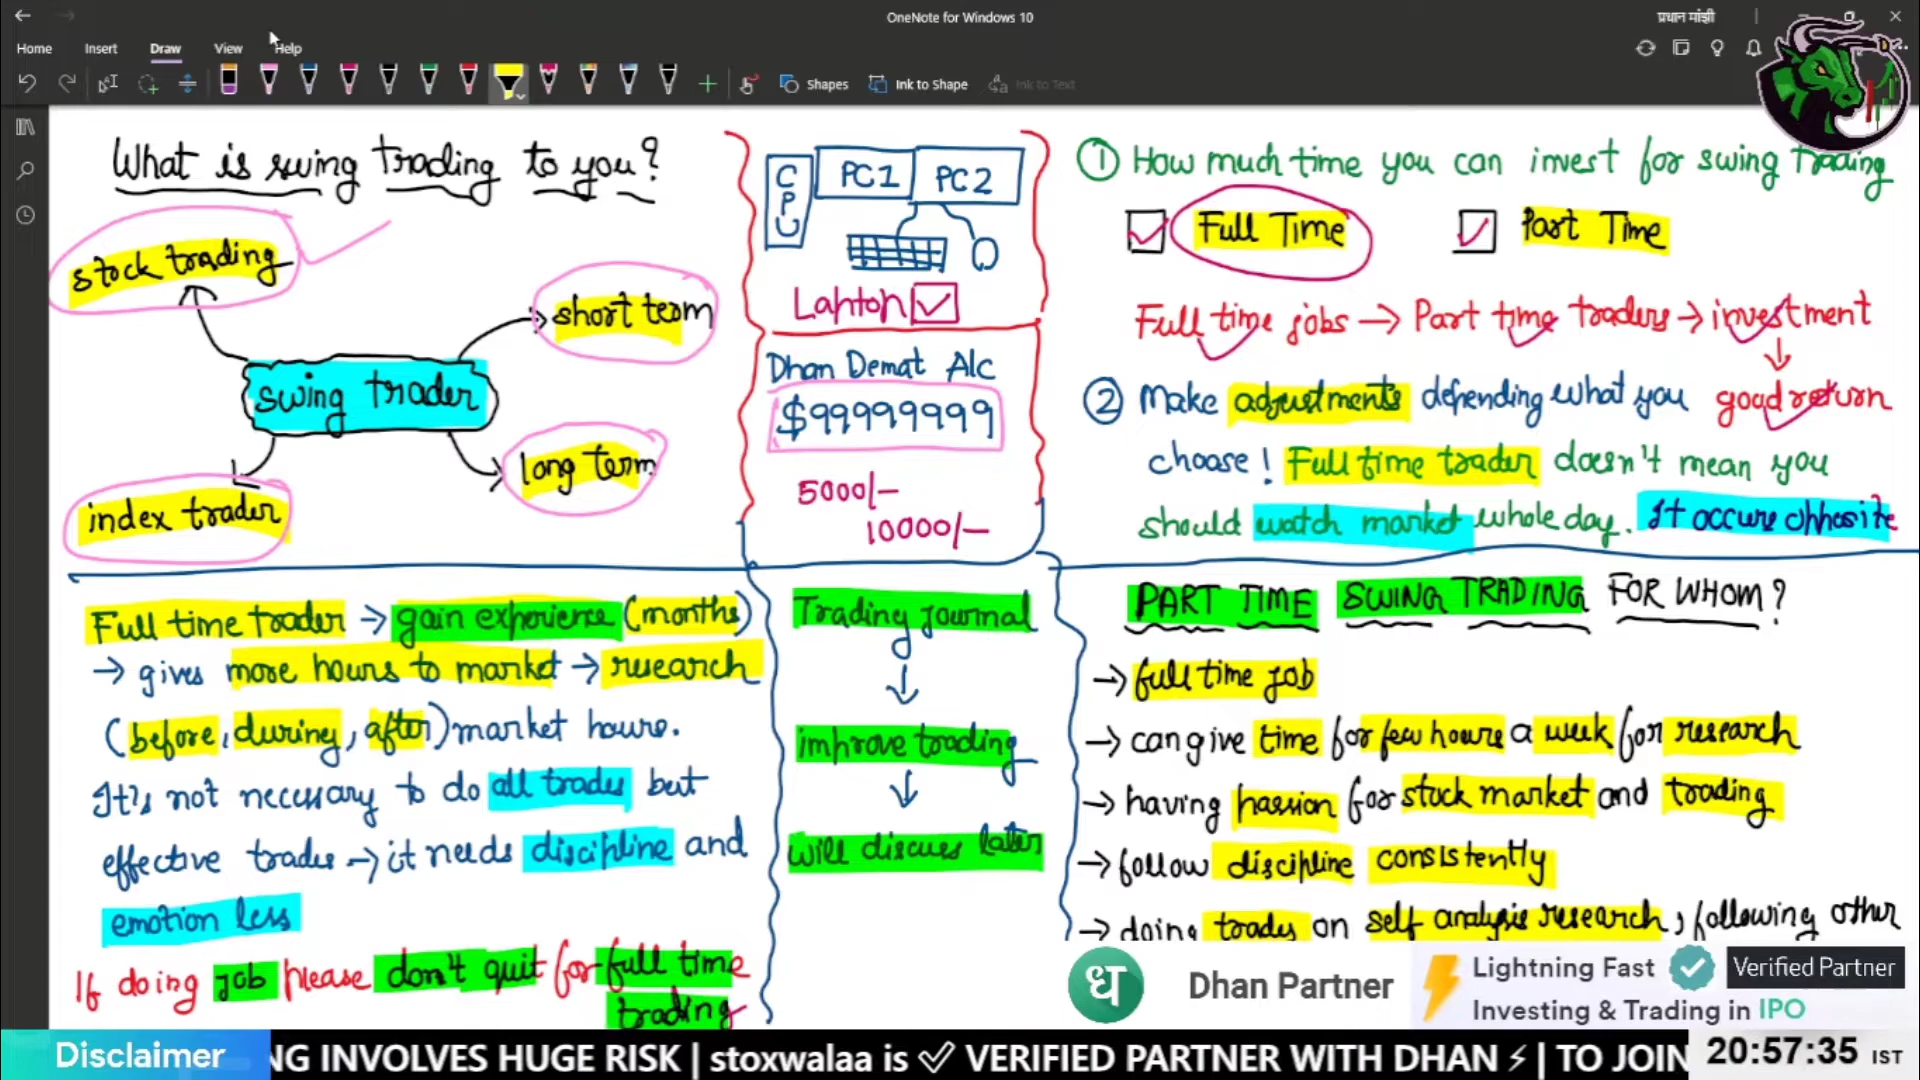 OneNote for Windows 10
प्रधान मांझी
Home Insert Draw View Help
Shapes Ink to Shape Ink to Text
What is swing trading to you?
stock trading
short term
swing trader
long term
index trader
CPU
PC1 PC2
Laptop
Dhan Demat A/c
$99999999
5000/-
10000/-
① How much time you can invest for swing trading
Full Time Part Time
Full time jobs → Part time traders → investment
↓
good return
② Make adjustments depending what you
choose! Full time trader doesn't mean you
should watch market whole day. It occurs opposite
Full time trader → gain experience (months)
→ gives more hours to market → research
(before, during, after) market hours.
It's not necessary to do all trades but
effective trades → it needs discipline and
emotion less
If doing job please don't quit for full time
trading
Trading journal
↓
improve trading
↓
will discuss later
PART TIME SWING TRADING FOR WHOM?
→ full time job
→ can give time for few hours a week for research
→ having passion for stock market and trading
→ follow discipline consistently
→ doing trades on self analysis research, following other
ध Dhan Partner
Lightning Fast Verified Partner
Investing & Trading in IPO
Disclaimer
NG INVOLVES HUGE RISK | stoxwalaa is ✅ VERIFIED PARTNER WITH DHAN ⚡ | TO JOIN
20:57:35 IST